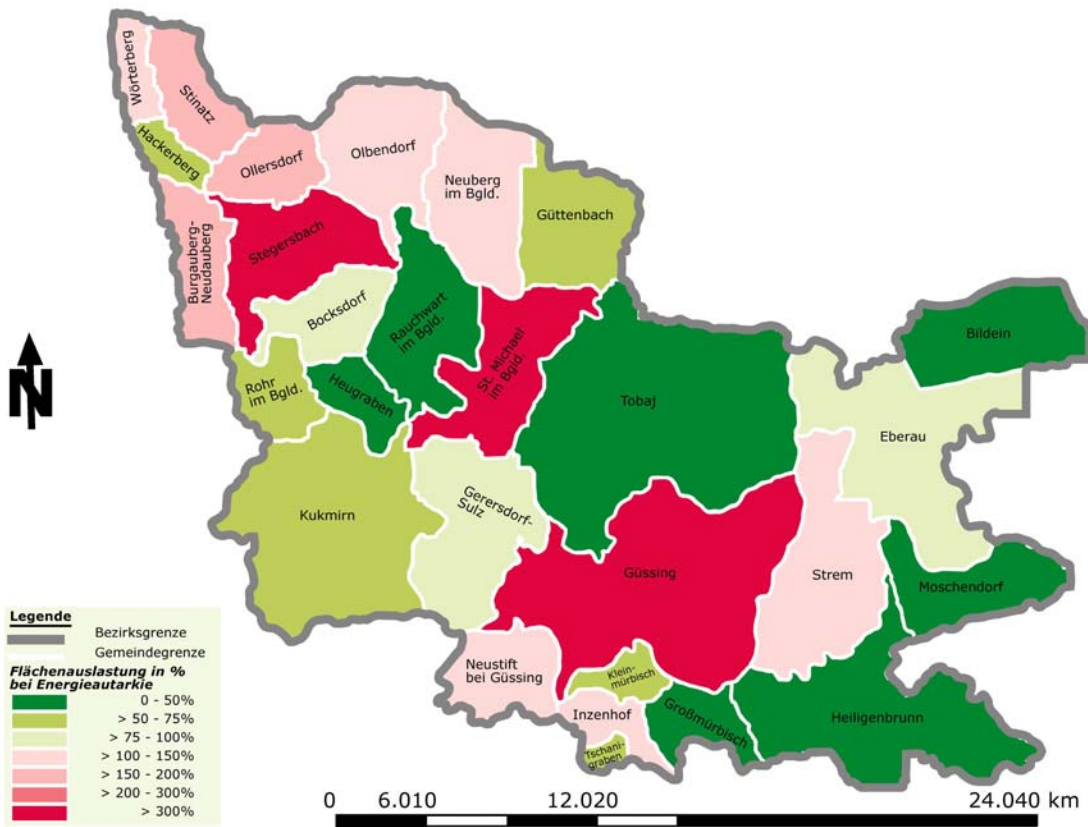 Wörterberg
Stinatz
Hackerberg
Ollersdorf
Olbendorf
Neuberg
im Bgld.
Güttenbach
Burgauberg-
Neudauberg
Stegersbach
Bocksdorf
Rauchwart
im Bgld.
St. Michael
im Bgld.
Bildein
Rohr
im Bgld.
Heugraben
Tobaj
Eberau
N
Kukmirn
Gerersdorf-
Sulz
Güssing
Strem
Moschendorf
Neustift
bei Güssing
Klein-
mürbisch
Inzenhof
Großmürbisch
Heiligenbrunn
Tschani-
graben
Legende
Bezirksgrenze
Gemeindegrenze
Flächenauslastung in %
bei Energieautarkie
0 - 50%
> 50 - 75%
> 75 - 100%
> 100 - 150%
> 150 - 200%
> 200 - 300%
> 300%
0 6.010 12.020 24.040 km